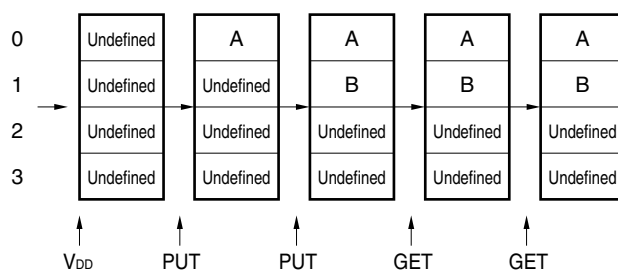 0 Undefined A A A A
1 Undefined Undefined B B B
2 Undefined Undefined Undefined Undefined Undefined
3 Undefined Undefined Undefined Undefined Undefined
VDD PUT PUT GET GET